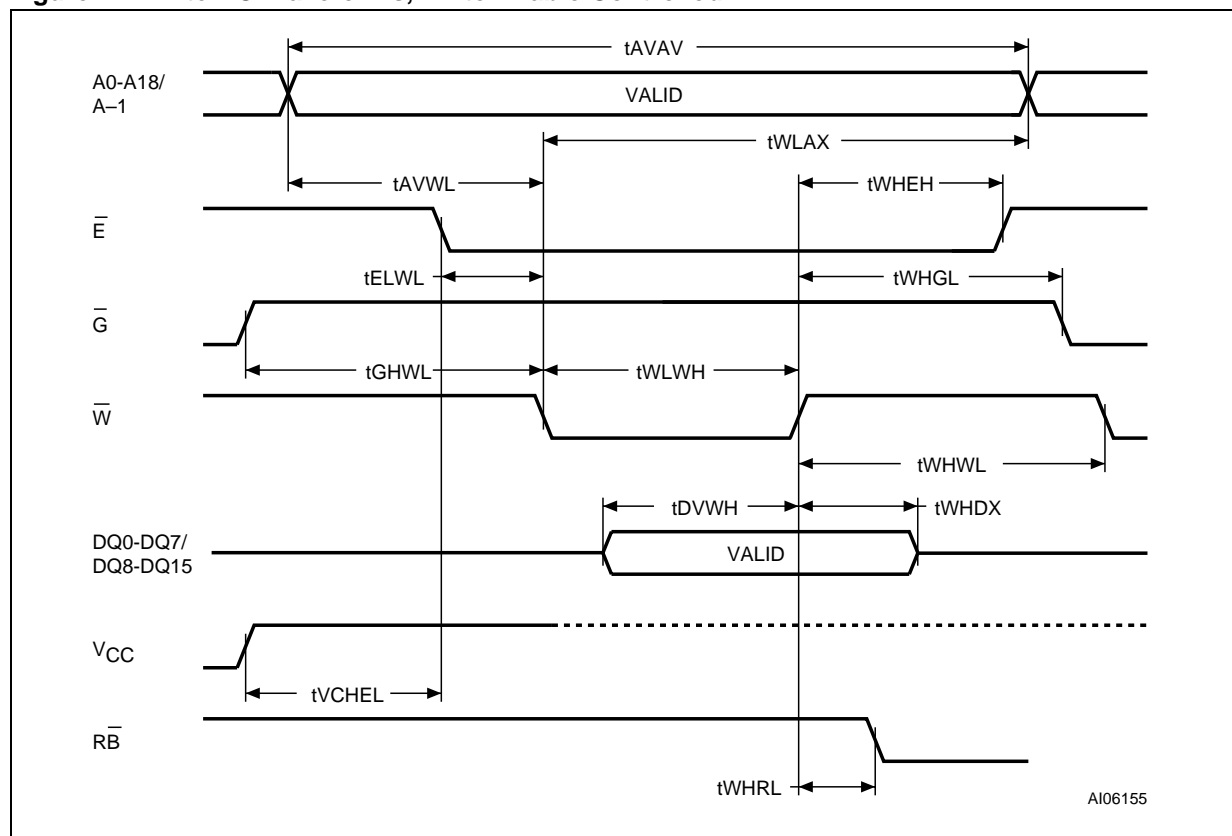 tAVAV
A0-A18/
A–1
VALID
tWLAX
tAVWL
tWHEH
E̅
tELWL
tWHGL
G̅
tGHWL
tWLWH
W̅
tWHWL
tDVWH
tWHDX
DQ0-DQ7/
DQ8-DQ15
VALID
VCC
tVCHEL
RB̅
tWHRL
AI06155